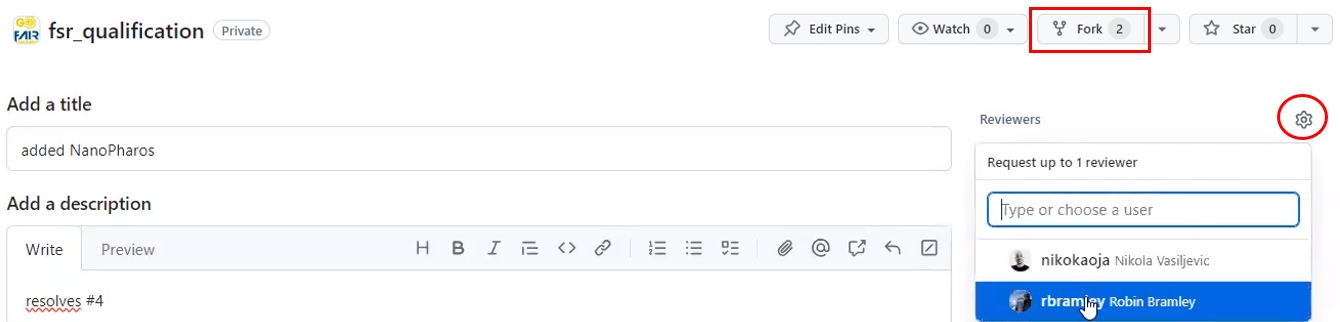 GO FAIR fsr_qualification Private Edit Pins Watch 0 Fork 2 Star 0
Add a title
Reviewers
added NanoPharos
Request up to 1 reviewer
Add a description
Type or choose a user
Write Preview H B I
nikokaoja Nikola Vasiljevic
resolves #4
rbramley Robin Bramley